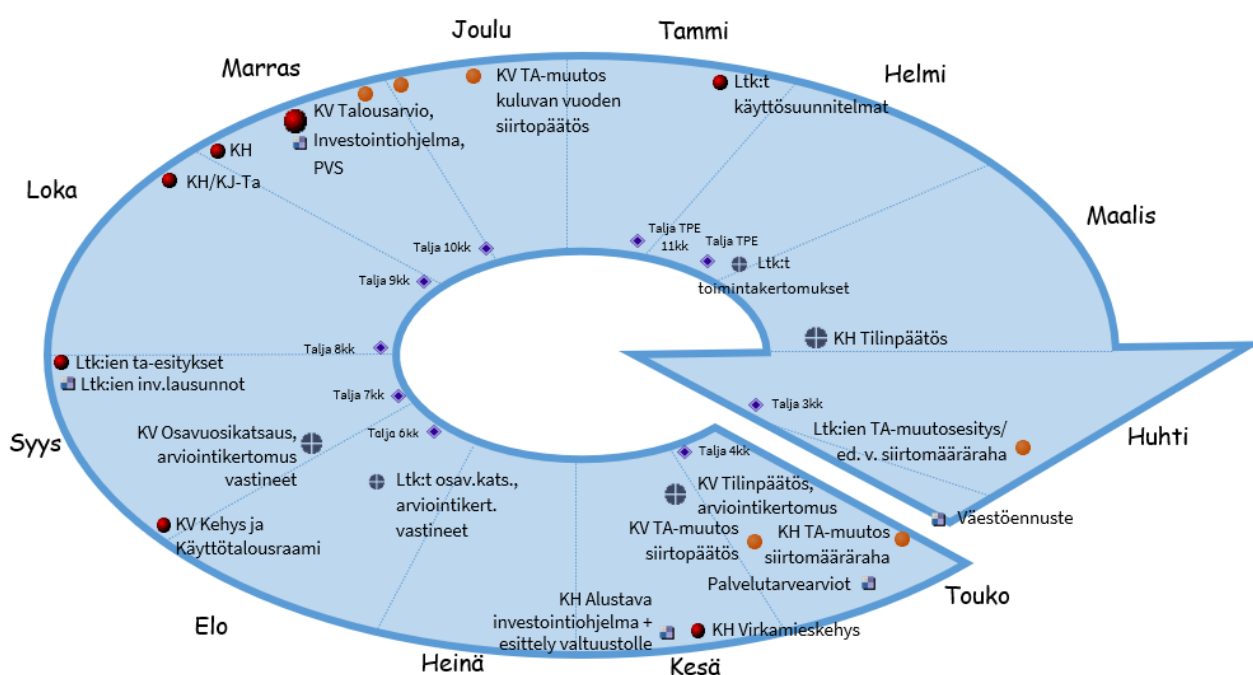 Joulu
Tammi
Marras
Helmi
KV TA-muutos
kuluvan vuoden
siirtopäätös
Ltk:t
käyttösuunnitelmat
KV Talousarvio,
Investointiohjelma,
PVS
KH
KH/KJ-Ta
Loka
Maalis
Talja 10kk
Talja TPE
11kk
Talja TPE
Ltk:t
toimintakertomukset
Talja 9kk
KH Tilinpäätös
Talja 8kk
Ltk:ien ta-esitykset
Ltk:ien inv.lausunnot
Talja 7kk
Talja 3kk
Talja 6kk
Syys
KV Osavuosikatsaus,
arviointikertomus
vastineet
Ltk:ien TA-muutosesitys/
ed. v. siirtomääräraha
Huhti
Talja 4kk
Ltk:t osav.kats.,
arviointikert.
vastineet
KV Tilinpäätös,
arviointikertomus
KV Kehys ja
Käyttötalousraami
KV TA-muutos
siirtopäätös
KH TA-muutos
siirtomääräraha
Väestöennuste
Palvelutarvearviot
Touko
KH Alustava
investointiohjelma +
esittely valtuustolle
KH Virkamieskehys
Elo
Heinä
Kesä